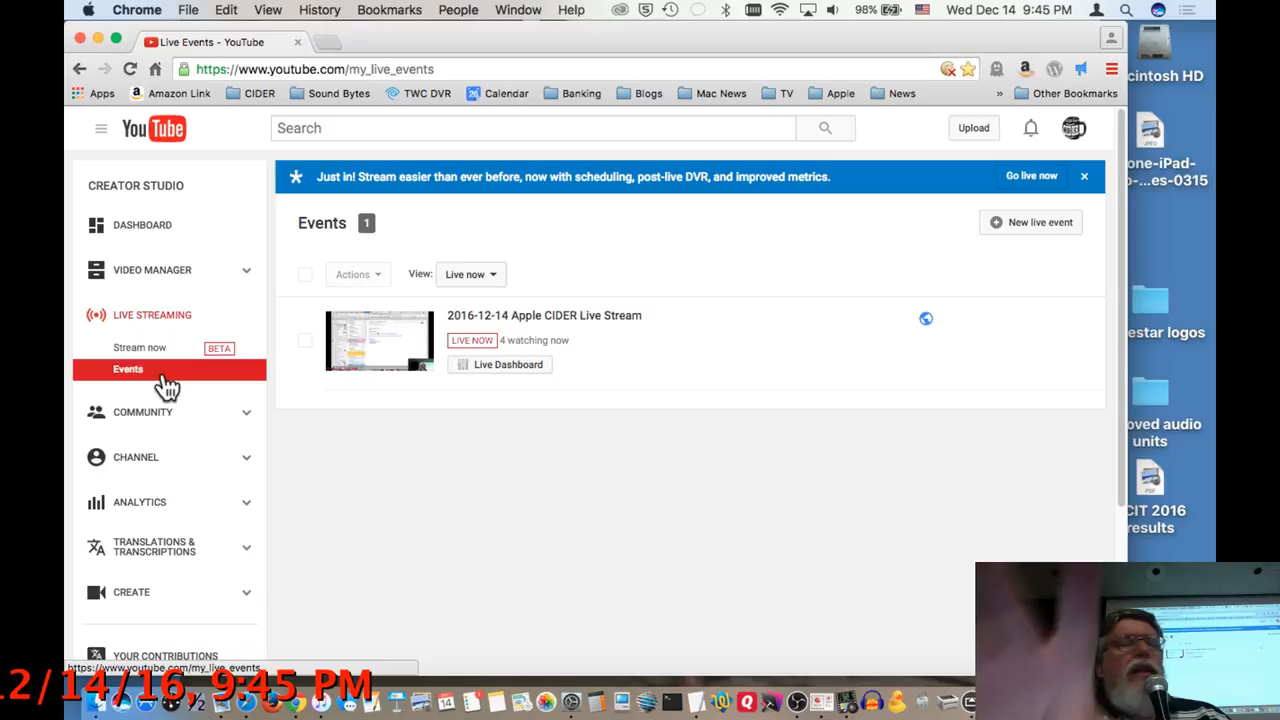 Chrome File Edit View History Bookmarks People Window Help 98% Wed Dec 14 9:45 PM
Live Events - YouTube
https://www.youtube.com/my_live_events
Apps Amazon Link CIDER Sound Bytes TWC DVR Calendar Banking Blogs Mac News TV Apple News » Other Bookmarks
YouTube Search Upload
CREATOR STUDIO
DASHBOARD
VIDEO MANAGER
LIVE STREAMING
Stream now BETA
Events
COMMUNITY
CHANNEL
ANALYTICS
TRANSLATIONS &
TRANSCRIPTIONS
CREATE
YOUR CONTRIBUTIONS
https://www.youtube.com/my_live_events
Just in! Stream easier than ever before, now with scheduling, post-live DVR, and improved metrics. Go live now
Events 1 New live event
Actions View: Live now
2016-12-14 Apple CIDER Live Stream
LIVE NOW 4 watching now
Live Dashboard
cintosh HD
JPEG
one-iPad
o-...es-0315
estar logos
oved audio
units
PDF
CIT 2016
results
12/14/16, 9:45 PM